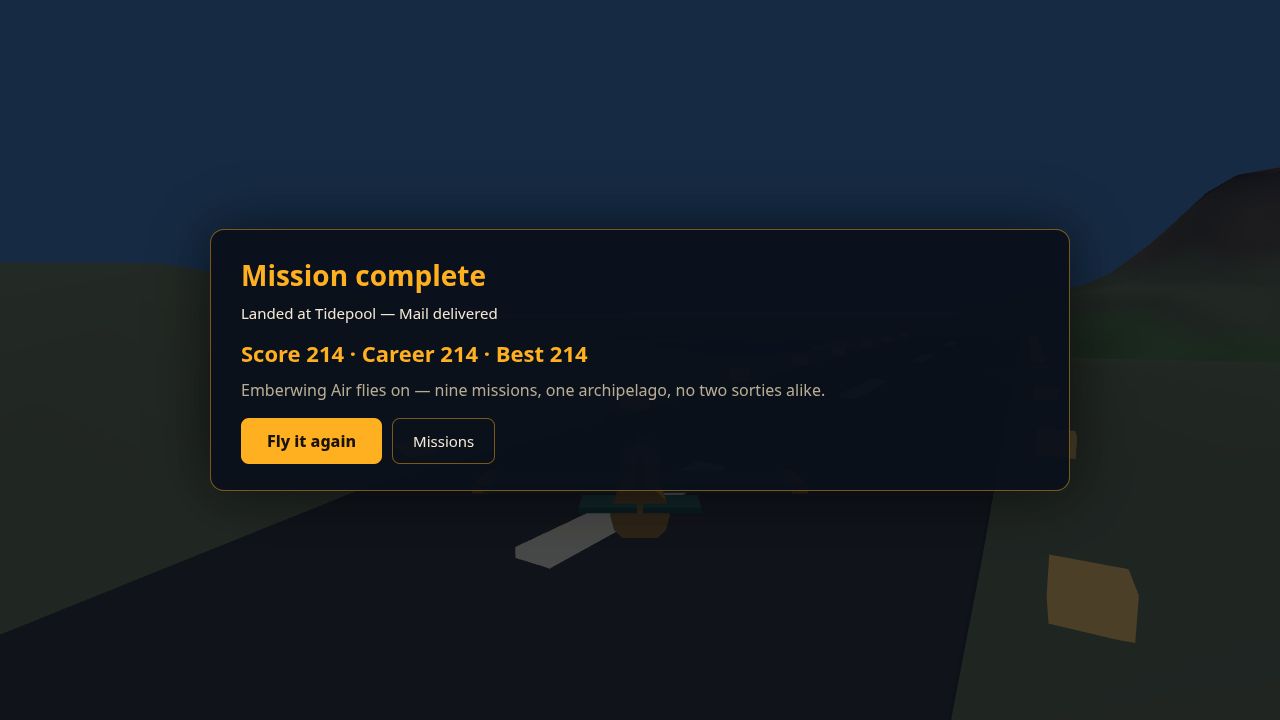 Mission complete
Landed at Tidepool — Mail delivered
Score 214 · Career 214 · Best 214
Emberwing Air flies on — nine missions, one archipelago, no two sorties alike.
Fly it again
Missions